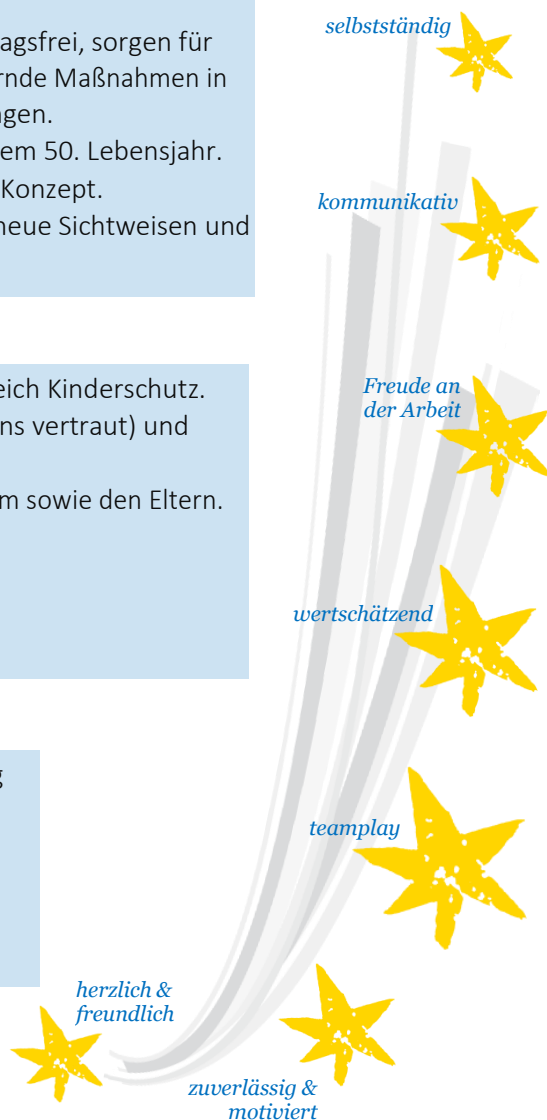 agsfrei, sorgen für
rnde Maßnahmen in
gen.
em 50. Lebensjahr.
Konzept.
neue Sichtweisen und
eich Kinderschutz.
ns vertraut) und
m sowie den Eltern.
g
selbstständig
kommunikativ
Freude an
der Arbeit
wertschätzend
teamplay
herzlich &
freundlich
zuverlässig &
motiviert